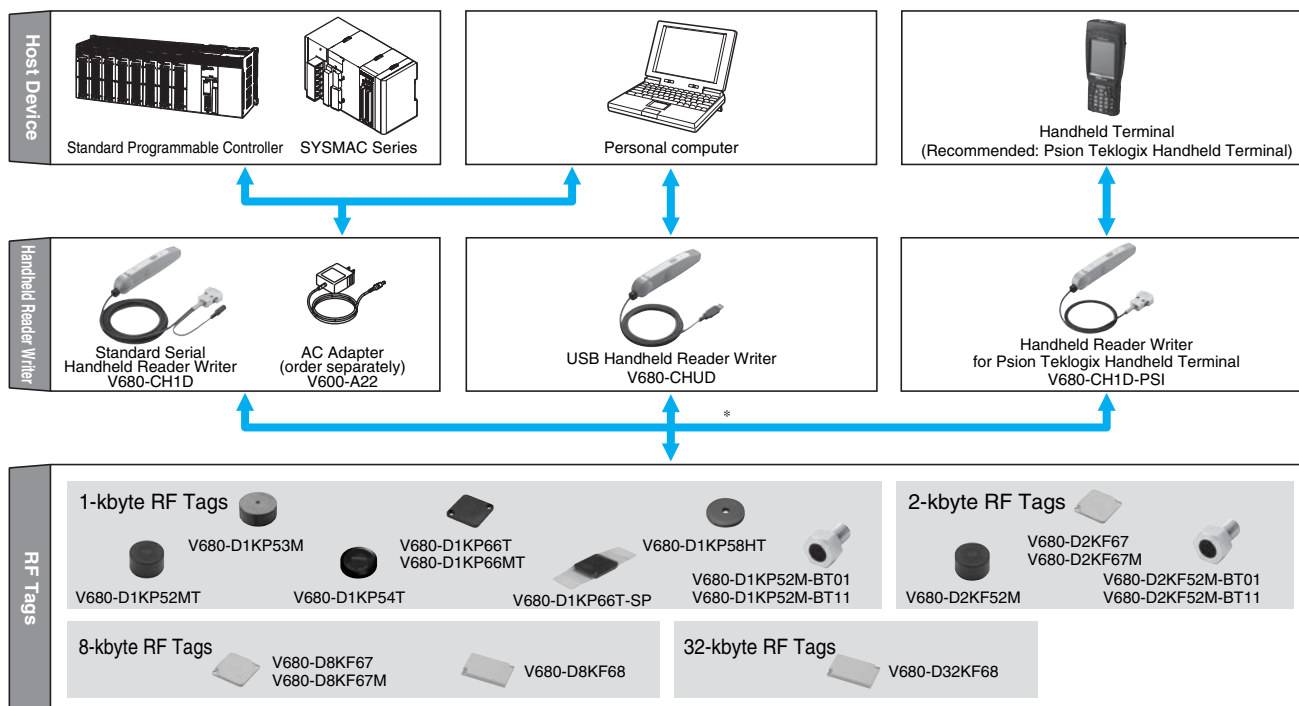 Host Device
Standard Programmable Controller
SYSMAC Series
Personal computer
Handheld Terminal
(Recommended: Psion Teklogix Handheld Terminal)
Handheld Reader Writer
Standard Serial
Handheld Reader Writer
V680-CH1D
AC Adapter
(order separately)
V600-A22
USB Handheld Reader Writer
V680-CHUD
Handheld Reader Writer
for Psion Teklogix Handheld Terminal
V680-CH1D-PSI
*
RF Tags
1-kbyte RF Tags
V680-D1KP53M
V680-D1KP66T
V680-D1KP66MT
V680-D1KP58HT
V680-D1KP52MT
V680-D1KP54T
V680-D1KP66T-SP
V680-D1KP52M-BT01
V680-D1KP52M-BT11
2-kbyte RF Tags
V680-D2KF67
V680-D2KF67M
V680-D2KF52M
V680-D2KF52M-BT01
V680-D2KF52M-BT11
8-kbyte RF Tags
V680-D8KF67
V680-D8KF67M
V680-D8KF68
32-kbyte RF Tags
V680-D32KF68